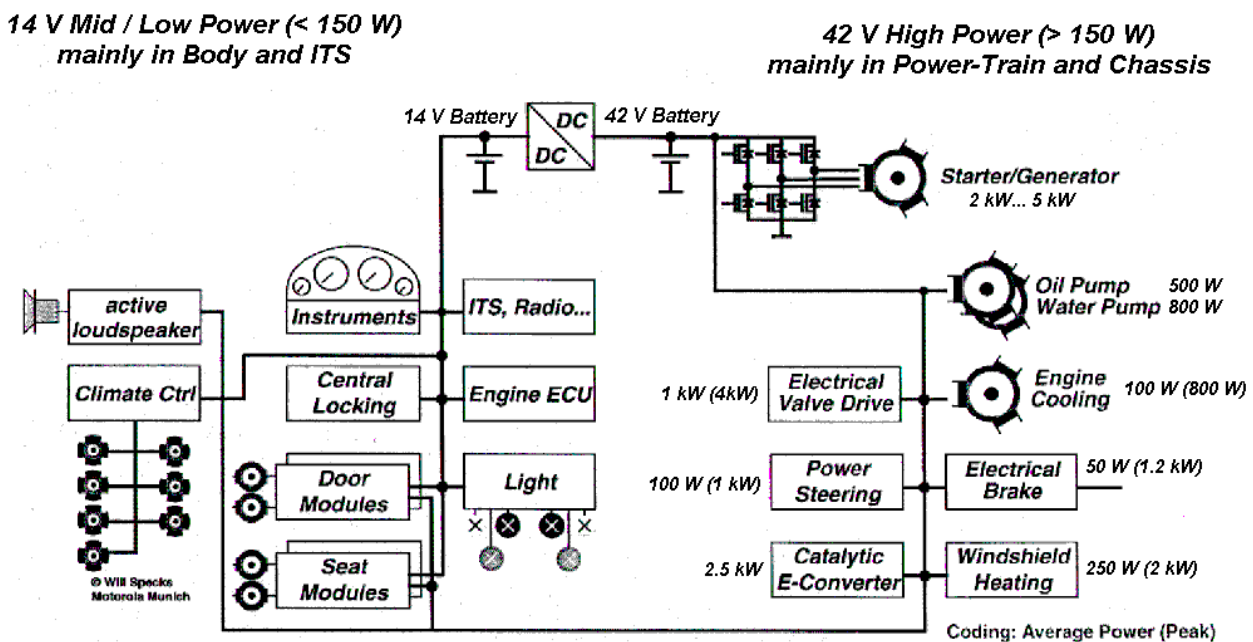 14 V Mid / Low Power (< 150 W)
mainly in Body and ITS
42 V High Power (> 150 W)
mainly in Power-Train and Chassis
14 V Battery
DC
DC
42 V Battery
Starter/Generator
2 kW... 5 kW
active
loudspeaker
Instruments
ITS, Radio...
Oil Pump 500 W
Water Pump 800 W
Climate Ctrl
Central
Locking
Engine ECU
1 kW (4kW)
Electrical
Valve Drive
Engine
Cooling
100 W (800 W)
Door
Modules
Light
100 W (1 kW)
Power
Steering
Electrical
Brake
50 W (1.2 kW)
Seat
Modules
2.5 kW
Catalytic
E-Converter
Windshield
Heating
250 W (2 kW)
© Will Specks
Motorola Munich
Coding: Average Power (Peak)